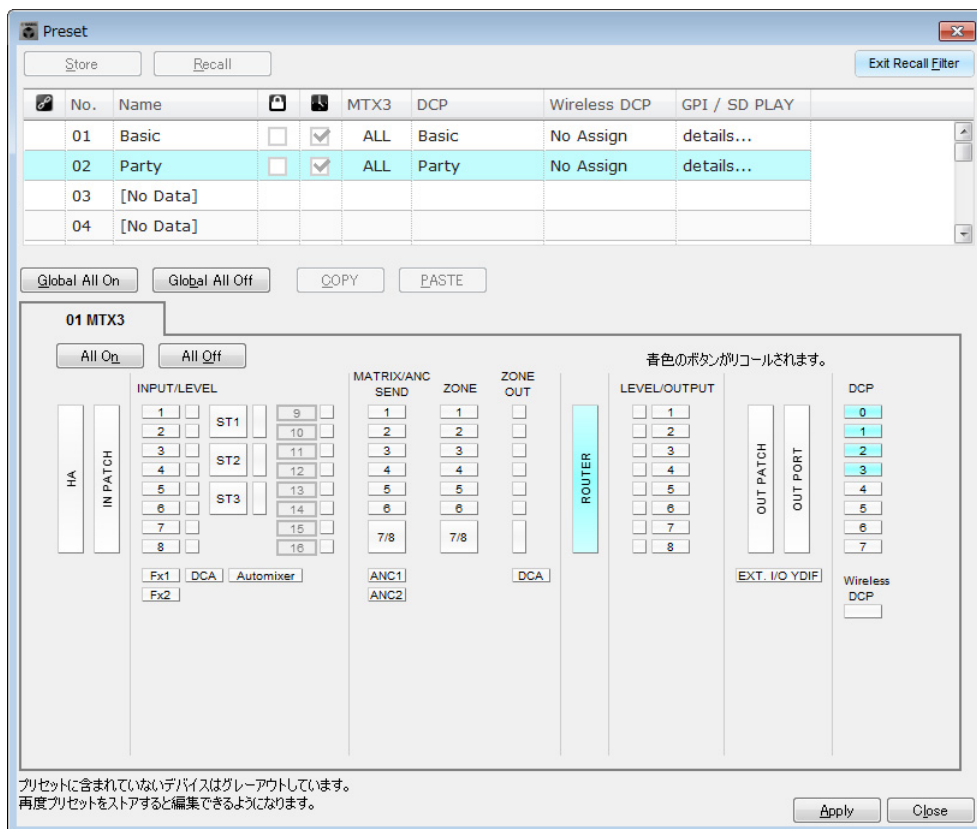 Preset
Store Recall Exit Recall Filter
No. Name MTX3 DCP Wireless DCP GPI / SD PLAY
01 Basic ALL Basic No Assign details...
02 Party ALL Party No Assign details...
03 [No Data]
04 [No Data]
Global All On Global All Off COPY PASTE
01 MTX3
All On All Off
青色のボタンがリコールされます。
INPUT/LEVEL
MATRIX/ANC
SEND
ZONE
ZONE
OUT
LEVEL/OUTPUT
DCP
HA
IN PATCH
1
2
3
4
5
6
7
8
ST1
ST2
ST3
9
10
11
12
13
14
15
16
Fx1 DCA Automixer
Fx2
1
2
3
4
5
6
7/8
ANC1
ANC2
1
2
3
4
5
6
7/8
DCA
ROUTER
1
2
3
4
5
6
7
8
OUT PATCH
OUT PORT
EXT. I/O YDIF
0
1
2
3
4
5
6
7
Wireless
DCP
プリセットに含まれていないデバイスはグレーアウトしています。
再度プリセットをストアすると編集できるようになります。
Apply Close